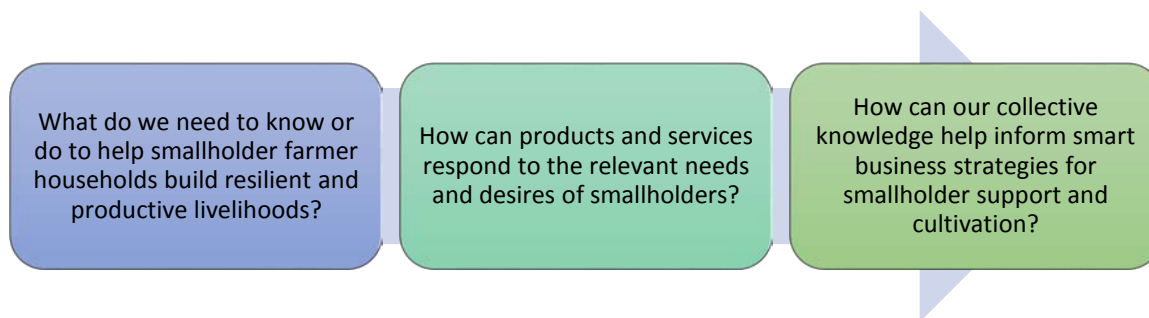 What do we need to know or
do to help smallholder farmer
households build resilient and
productive livelihoods?
How can products and services
respond to the relevant needs
and desires of smallholders?
How can our collective
knowledge help inform smart
business strategies for
smallholder support and
cultivation?